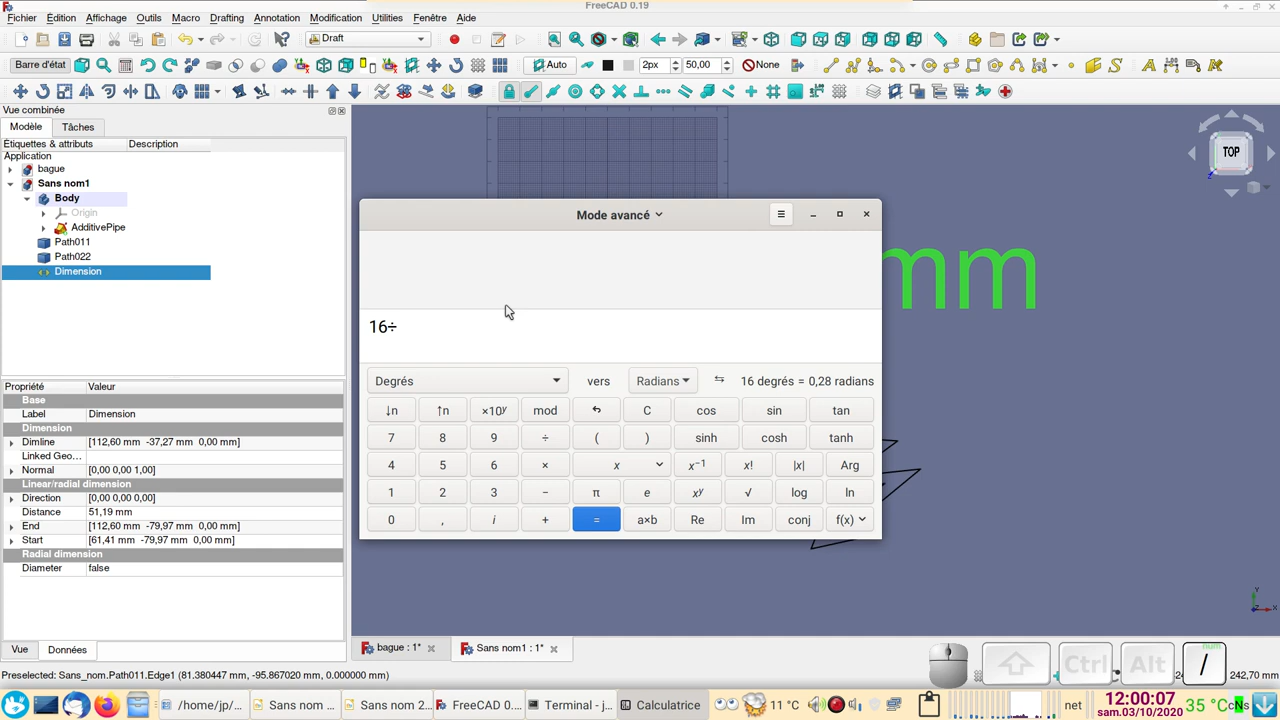 FreeCAD 0.19
Fichier Édition Affichage Outils Macro Drafting Annotation Modification Utilities Fenêtre Aide
Draft
Barre d'état Auto 2px 50,00 None
Vue combinée
Modèle Tâches
Étiquettes & attributs Description
Application
bague
Sans nom1
Body
Origin
AdditivePipe
Path011
Path022
Dimension
TOP
mm
Mode avancé
16÷
Degrés vers Radians 16 degrés = 0,28 radians
↓n ↑n ×10ʸ mod C cos sin tan
7 8 9 ÷ ( ) sinh cosh tanh
4 5 6 × x x⁻¹ x! |x| Arg
1 2 3 − π e xʸ √ log ln
0 , i + = a×b Re Im conj f(x)
Propriété Valeur
Base
Label Dimension
Dimension
Dimline [112,60 mm -37,27 mm 0,00 mm]
Linked Geo...
Normal [0,00 0,00 1,00]
Linear/radial dimension
Direction [0,00 0,00 0,00]
Distance 51,19 mm
End [112,60 mm -79,97 mm 0,00 mm]
Start [61,41 mm -79,97 mm 0,00 mm]
Radial dimension
Diameter false
Vue Données
bague : 1* Sans nom1 : 1*
Preselected: Sans_nom.Path011.Edge1 (81.380447 mm, -95.867020 mm, 0.000000 mm)
Ctrl Alt num / 242,70 mm
/home/jp/... Sans nom ... Sans nom 2... FreeCAD 0.... Terminal - j... Calculatrice 11 °C net 12:00:07 35 °C
sam.03/10/2020